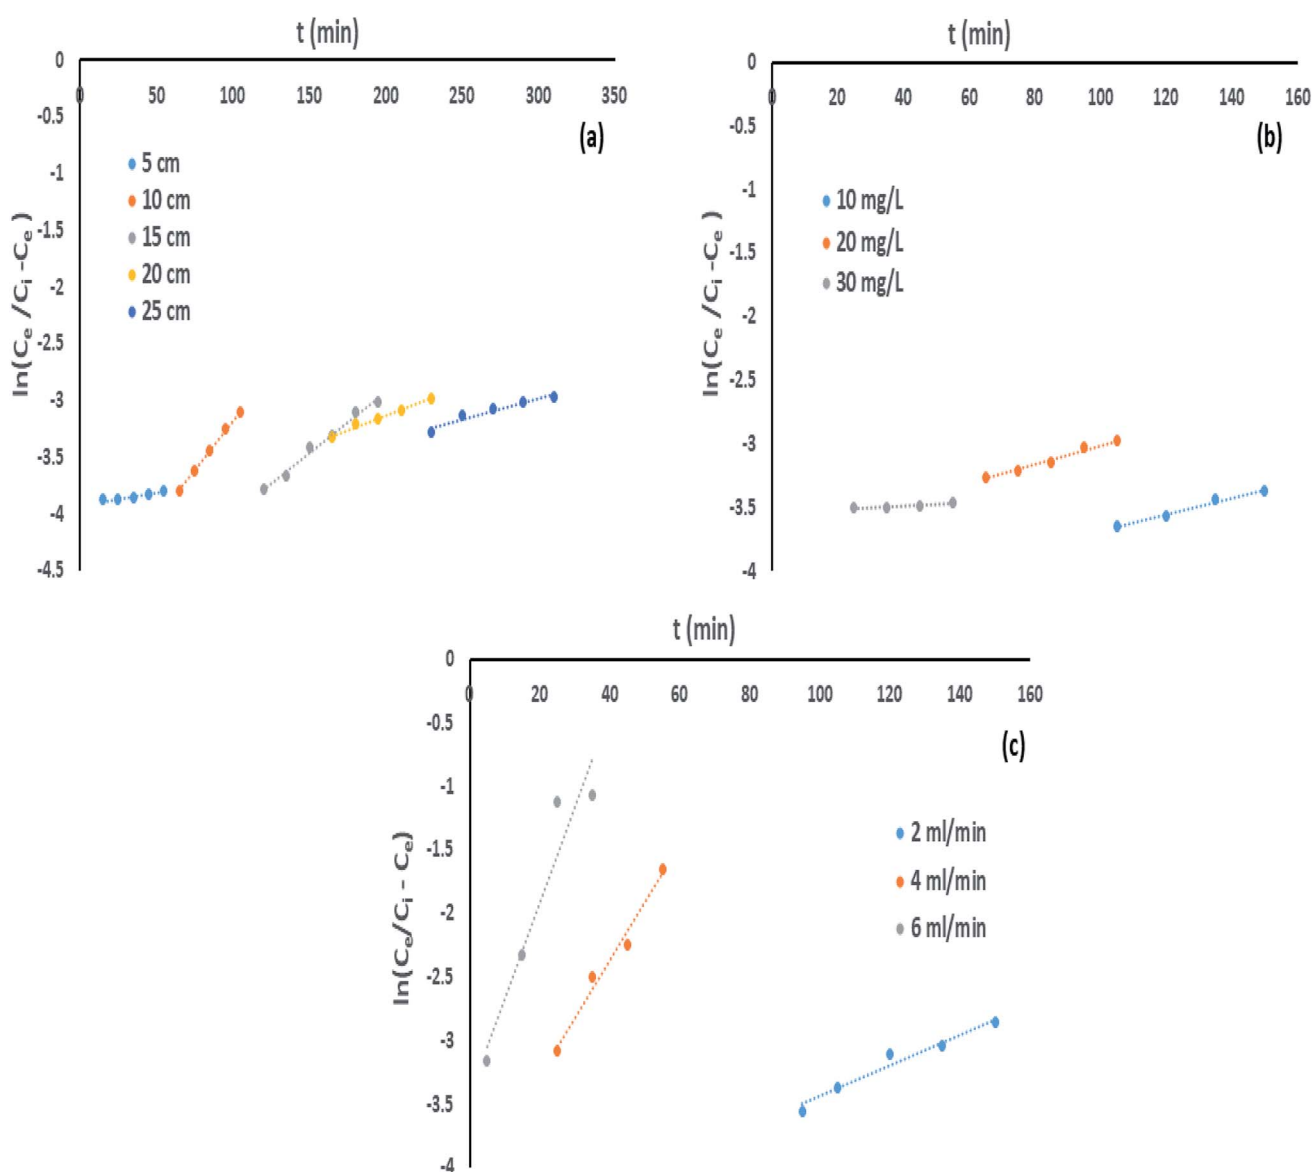 t (min)
0
0 50 100 150 200 250 300 350
-0.5
-1
-1.5
-2
-2.5
-3
-3.5
-4
-4.5
ln(Ce /Ci -Ce )
(a)
5 cm
10 cm
15 cm
20 cm
25 cm
t (min)
0
0 20 40 60 80 100 120 140 160
-0.5
-1
-1.5
-2
-2.5
-3
-3.5
-4
ln(Ce /Ci -Ce )
(b)
10 mg/L
20 mg/L
30 mg/L
t (min)
0
0 20 40 60 80 100 120 140 160
-0.5
-1
-1.5
-2
-2.5
-3
-3.5
-4
ln(Ce/Ci - Ce)
(c)
2 ml/min
4 ml/min
6 ml/min